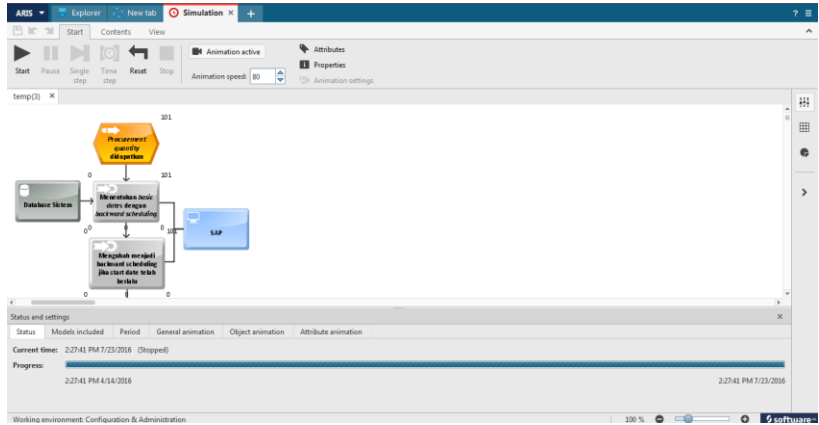 ARIS Explorer New tab Simulation × +
? ≡
Start Contents View
Start Pause Single step Time step Reset Stop
Animation active
Animation speed: 80
Attributes
Properties
Animation settings
temp(3) ×
101
Procurement
quantity
didapatkan
0 101
Database Sistem
Menentukan basic
dates dengan
backward scheduling
SAP
0 0 0 101
Mengubah menjadi
backward scheduling
jika start date telah
berlalu
0 0 0
Status and settings ×
Status Models included Period General animation Object animation Attribute animation
Current time: 2:27:41 PM 7/23/2016 (Stopped)
Progress:
2:27:41 PM 4/14/2016 2:27:41 PM 7/23/2016
Working environment: Configuration & Administration 100 % software AG